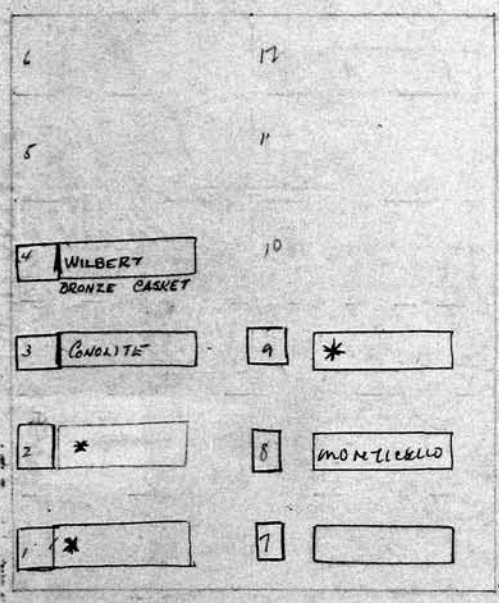 6 12
5 11
4 WILBERT 10
BRONZE CASKET
3 CONOLITE 9 *
2 * 8 MONTICELLO
1 * 7